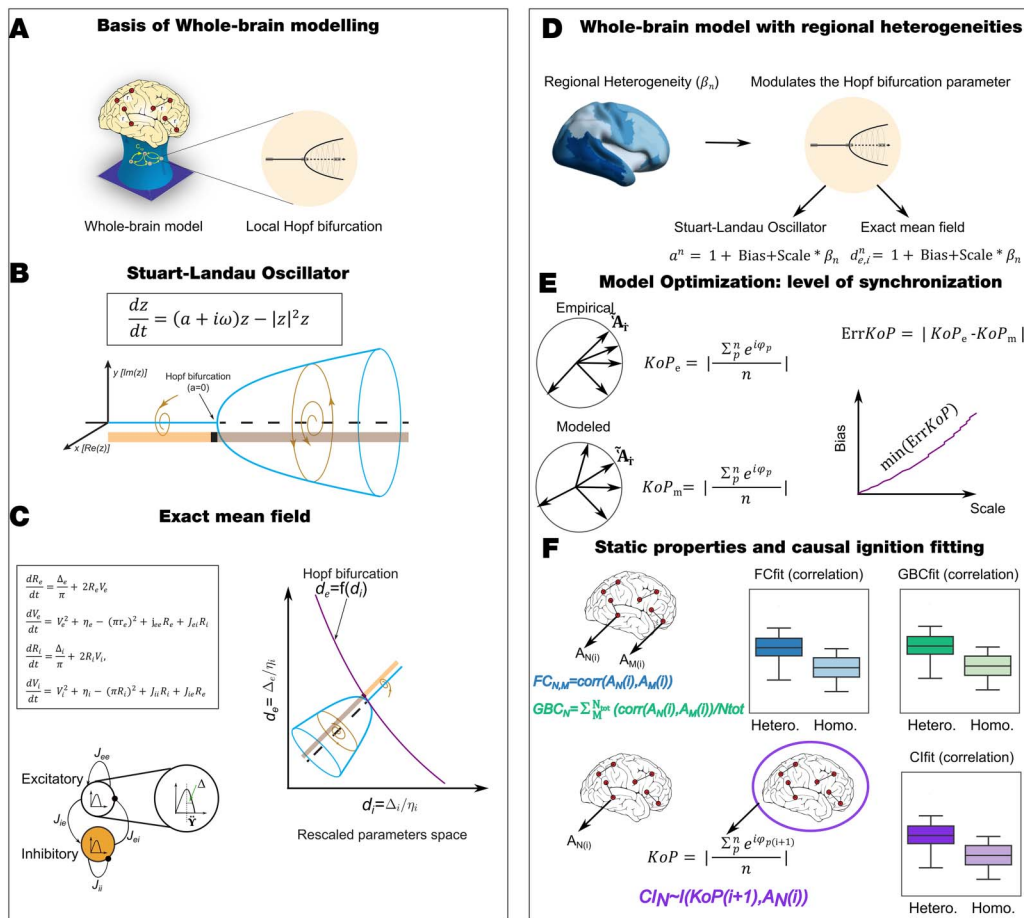 A
Basis of Whole-brain modelling
Whole-brain model
Local Hopf bifurcation
B
Stuart-Landau Oscillator
dz/dt = (a + iω)z − |z|²z
y [Im(z)]
Hopf bifurcation
(a=0)
x [Re(z)]
C
Exact mean field
dR_e/dt = Δ_e/π + 2R_eV_e
dV_e/dt = V_e² + η_e − (πr_e)² + j_ee R_e + J_ei R_i
dR_i/dt = Δ_i/π + 2R_iV_i,
dV_i/dt = V_i² + η_i − (πR_i)² + J_ii R_i + J_ie R_e
Hopf bifurcation
d_e=f(d_i)
d_e = Δ_e/η_i
d_i=Δ_i/η_i
Rescaled parameters space
J_ee
Excitatory
Δ
J_ie
J_ei
Inhibitory
J_ii
D
Whole-brain model with regional heterogeneities
Regional Heterogeneity (β_n)
Modulates the Hopf bifurcation parameter
Stuart-Landau Oscillator
Exact mean field
a^n = 1 + Bias+Scale * β_n
d^n_e,i = 1 + Bias+Scale * β_n
E
Model Optimization: level of synchronization
Empirical
KoP_e = | ∑_p^n e^{iφ_p} / n |
ErrKoP = | KoP_e -KoP_m |
Modeled
KoP_m = | ∑_p^n e^{iφ_p} / n |
Bias
min(ErrKoP)
Scale
F
Static properties and causal ignition fitting
A_N(i)
A_M(i)
FC_N,M=corr(A_N(i),A_M(i))
GBC_N=∑_M^Ntot (corr(A_N(i),A_M(i))/Ntot
FCfit (correlation)
Hetero. Homo.
GBCfit (correlation)
Hetero. Homo.
A_N(i)
KoP = | ∑_p^n e^{iφ_p(i+1)} / n |
CI_N~I(KoP(i+1),A_N(i))
CIfit (correlation)
Hetero. Homo.